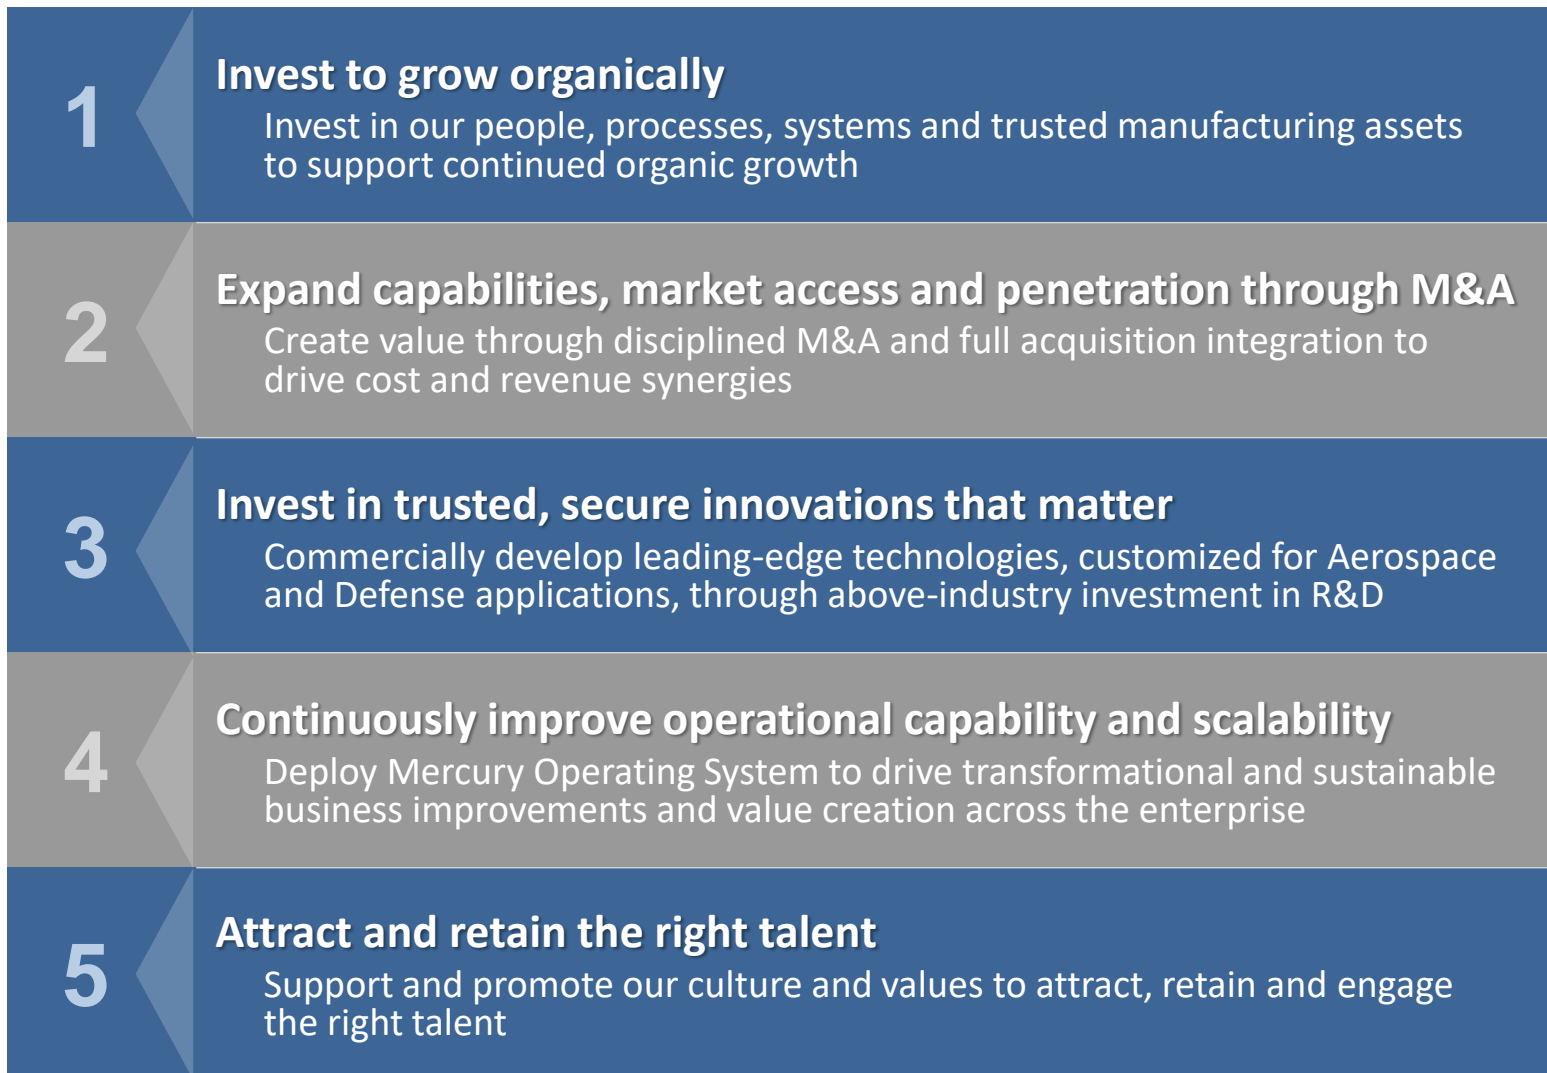 1
Invest to grow organically
Invest in our people, processes, systems and trusted manufacturing assets
to support continued organic growth
2
Expand capabilities, market access and penetration through M&A
Create value through disciplined M&A and full acquisition integration to
drive cost and revenue synergies
3
Invest in trusted, secure innovations that matter
Commercially develop leading-edge technologies, customized for Aerospace
and Defense applications, through above-industry investment in R&D
4
Continuously improve operational capability and scalability
Deploy Mercury Operating System to drive transformational and sustainable
business improvements and value creation across the enterprise
5
Attract and retain the right talent
Support and promote our culture and values to attract, retain and engage
the right talent